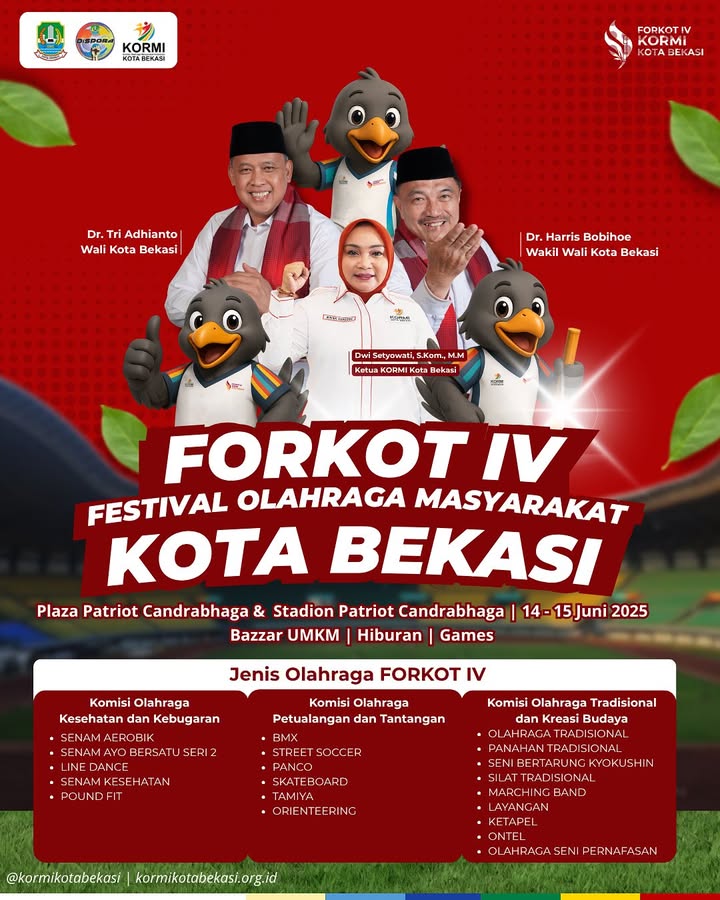 DISPORA
KORMI
KOTA BEKASI
FORKOT IV
KORMI
KOTA BEKASI
Dr. Tri Adhianto
Wali Kota Bekasi
Dr. Harris Bobihoe
Wakil Wali Kota Bekasi
Dwi Setyowati, S.Kom., M.M
Ketua KORMI Kota Bekasi
FORKOT IV
FESTIVAL OLAHRAGA MASYARAKAT
KOTA BEKASI
Plaza Patriot Candrabhaga & Stadion Patriot Candrabhaga | 14 - 15 Juni 2025
Bazzar UMKM | Hiburan | Games
Jenis Olahraga FORKOT IV
Komisi Olahraga
Kesehatan dan Kebugaran
• SENAM AEROBIK
• SENAM AYO BERSATU SERI 2
• LINE DANCE
• SENAM KESEHATAN
• POUND FIT
Komisi Olahraga
Petualangan dan Tantangan
• BMX
• STREET SOCCER
• PANCO
• SKATEBOARD
• TAMIYA
• ORIENTEERING
Komisi Olahraga Tradisional
dan Kreasi Budaya
• OLAHRAGA TRADISIONAL
• PANAHAN TRADISIONAL
• SENI BERTARUNG KYOKUSHIN
• SILAT TRADISIONAL
• MARCHING BAND
• LAYANGAN
• KETAPEL
• ONTEL
• OLAHRAGA SENI PERNAFASAN
@kormikotabekasi | kormikotabekasi.org.id